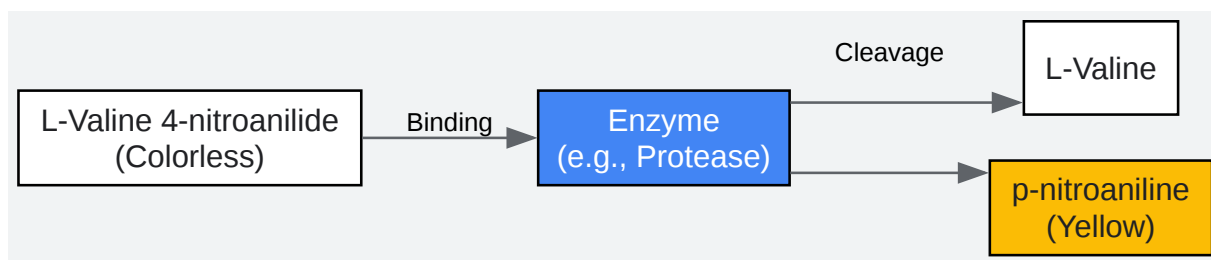 L-Valine 4-nitroanilide
(Colorless)
Binding
Enzyme
(e.g., Protease)
Cleavage
L-Valine
p-nitroaniline
(Yellow)